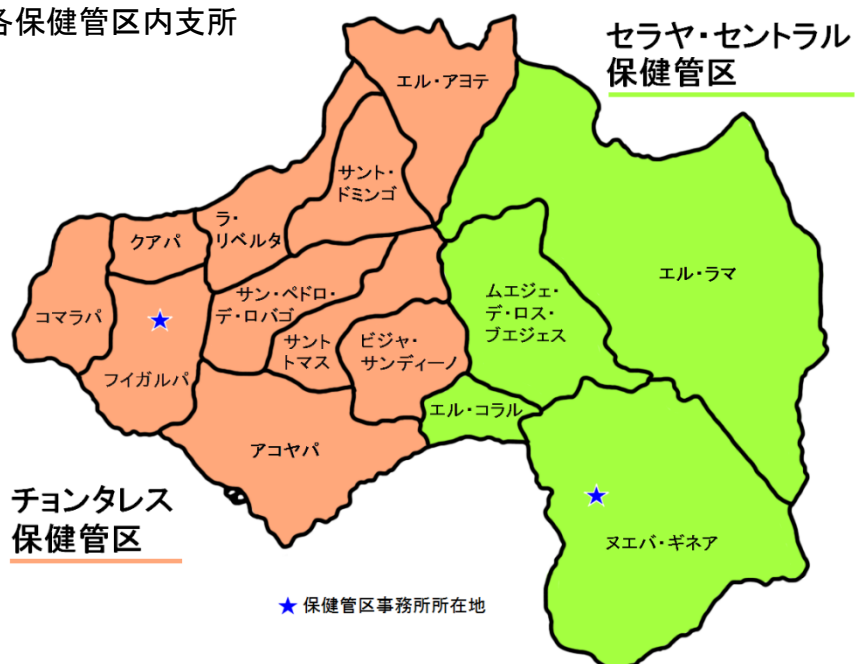 各保健管区内支所
セラヤ・セントラル
保健管区
エル・アヨテ
サント・
ドミンゴ
ラ・
リベルタ
クアパ
コマラパ
フイガルパ
サン・ペドロ・
デ・ロバゴ
サント
トマス
ビジャ・
サンディーノ
ムエジェ・
デ・ロス・
ブエジェス
エル・ラマ
エル・コラル
アコヤパ
ヌエバ・ギネア
チョンタレス
保健管区
★ 保健管区事務所所在地